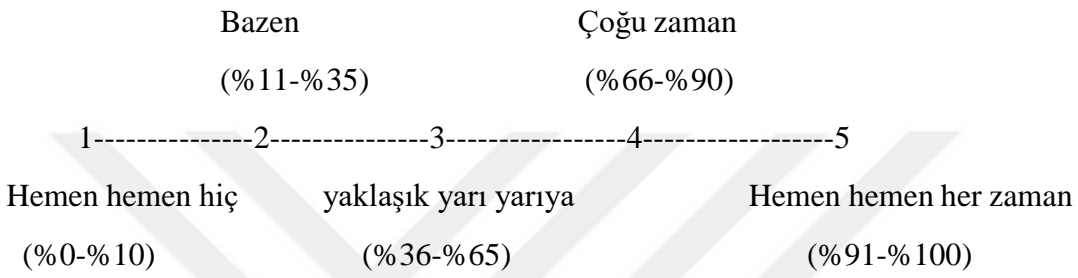 Bazen Çoğu zaman
(%11-%35) (%66-%90)
1---------------2---------------3-----------------4------------------5
Hemen hemen hiç yaklaşık yarı yarıya Hemen hemen her zaman
(%0-%10) (%36-%65) (%91-%100)